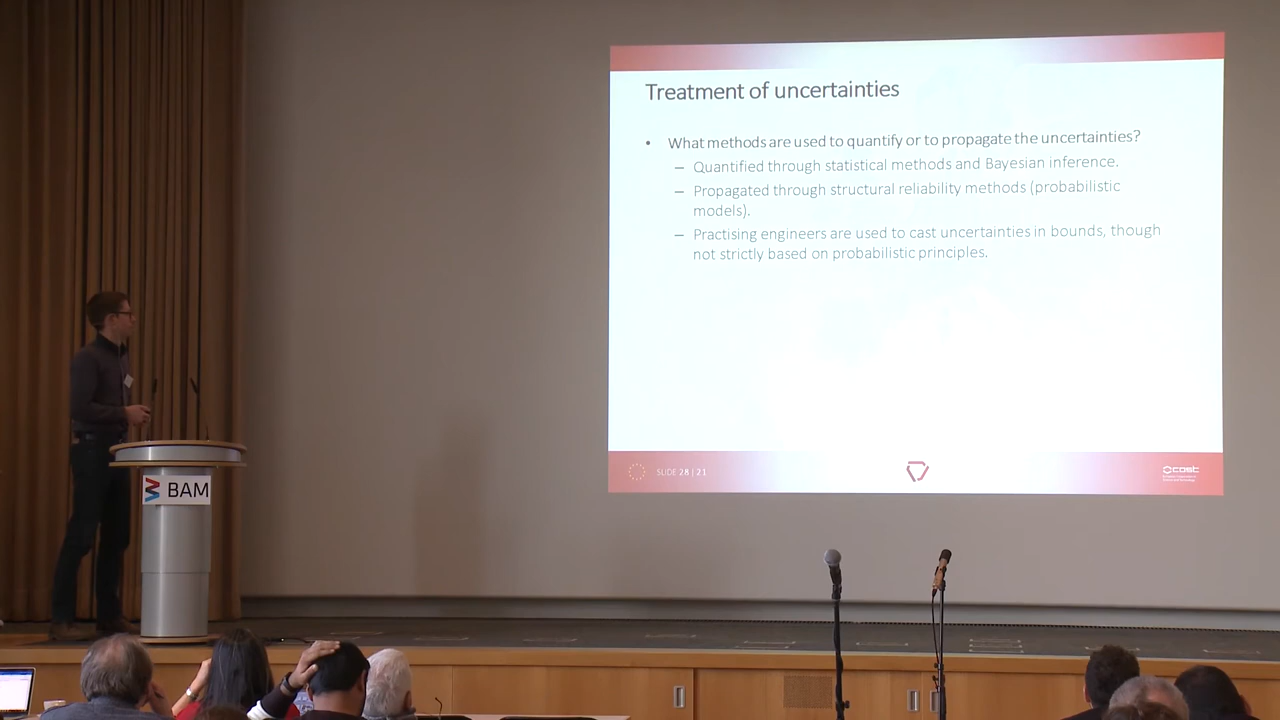 Treatment of uncertainties
• What methods are used to quantify or to propagate the uncertainties?
– Quantified through statistical methods and Bayesian inference.
– Propagated through structural reliability methods (probabilistic
models).
– Practising engineers are used to cast uncertainties in bounds, though
not strictly based on probabilistic principles.
SLIDE 28 | 21
cost
BAM